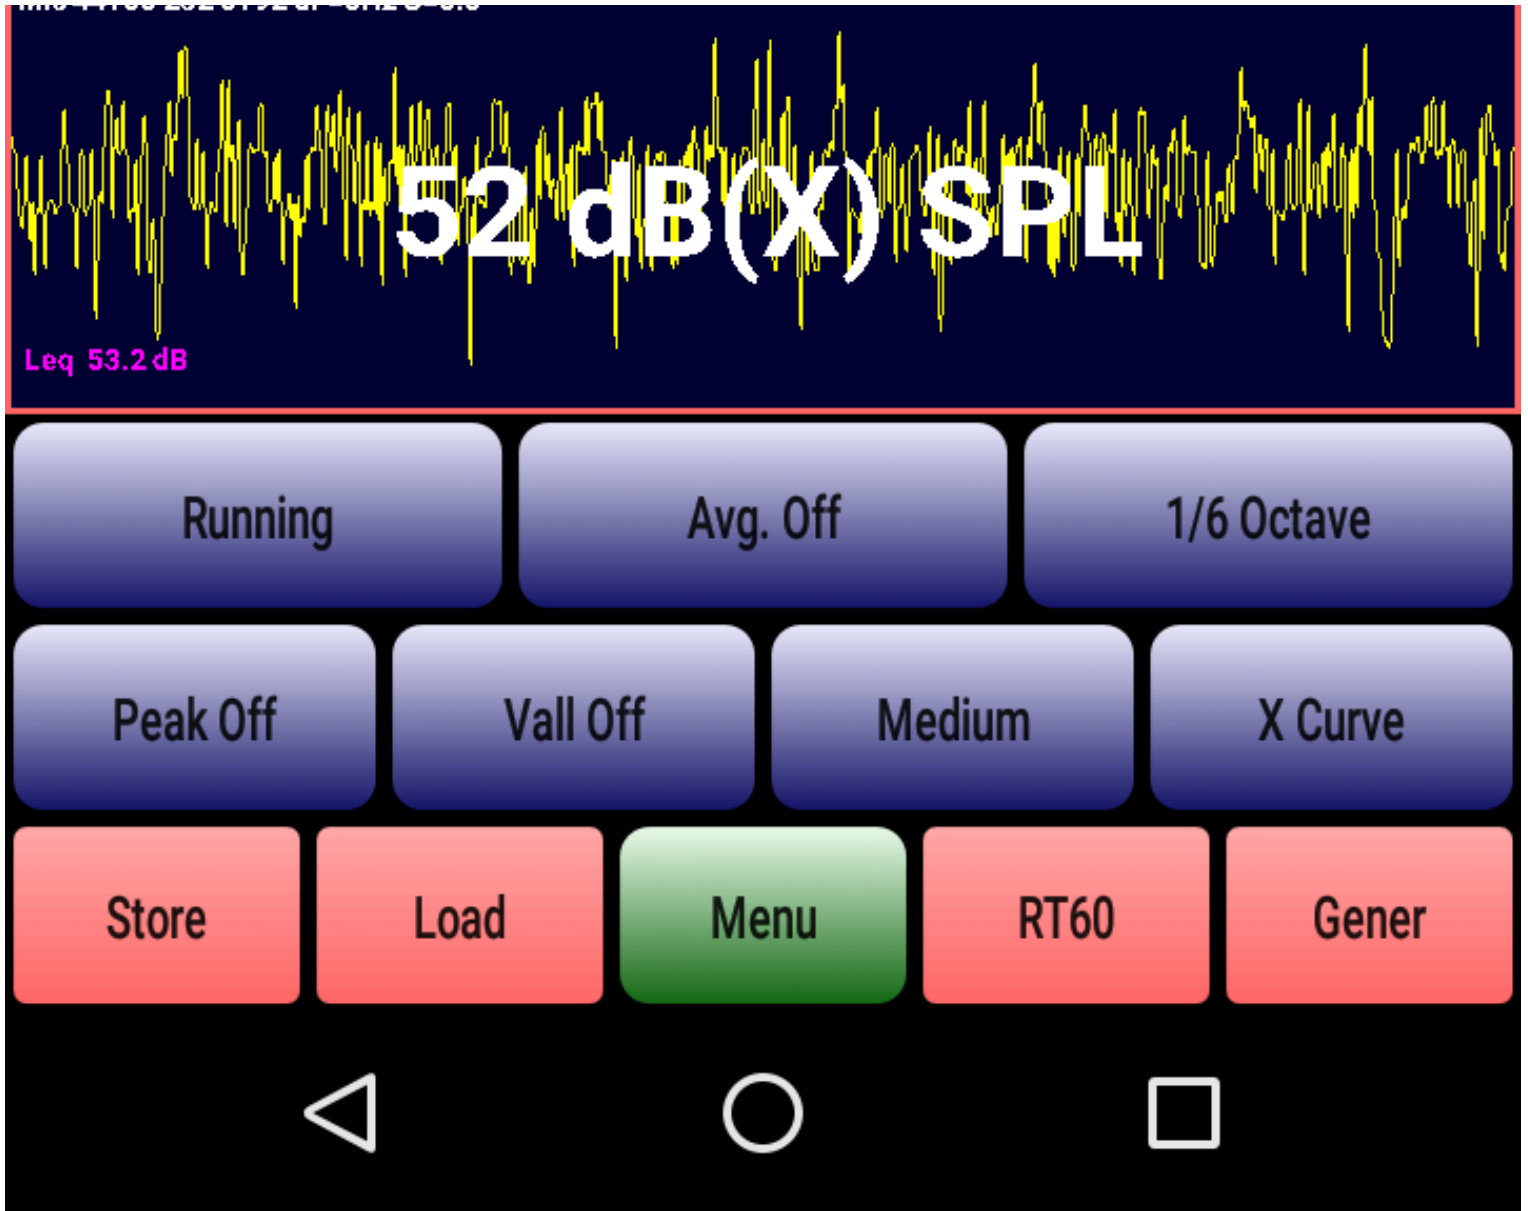 52 dB(X) SPL
Leq 53.2 dB
Running Avg. Off 1/6 Octave
Peak Off Vall Off Medium X Curve
Store Load Menu RT60 Gener